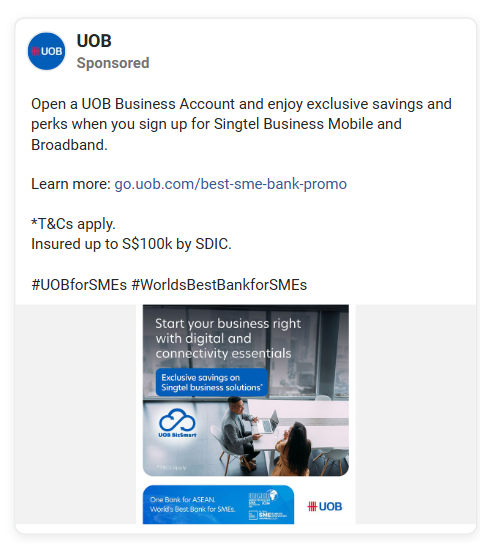 UOB
UOB
Sponsored
Open a UOB Business Account and enjoy exclusive savings and
perks when you sign up for Singtel Business Mobile and
Broadband.
Learn more: go.uob.com/best-sme-bank-promo
*T&Cs apply.
Insured up to S$100k by SDIC.
#UOBforSMEs #WorldsBestBankforSMEs
Start your business right
with digital and
connectivity essentials
Exclusive savings on
Singtel business solutions*
UOB BizSmart
One Bank for ASEAN.
World's Best Bank for SMEs.
UOB